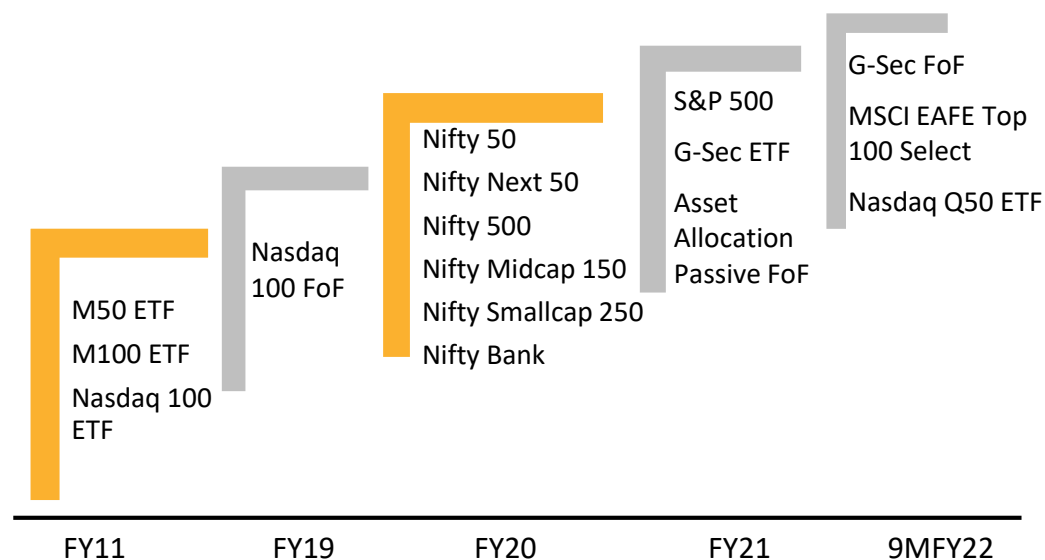 M50 ETF
M100 ETF
Nasdaq 100
ETF
Nasdaq
100 FoF
Nifty 50
Nifty Next 50
Nifty 500
Nifty Midcap 150
Nifty Smallcap 250
Nifty Bank
S&P 500
G-Sec ETF
Asset
Allocation
Passive FoF
G-Sec FoF
MSCI EAFE Top
100 Select
Nasdaq Q50 ETF
FY11
FY19
FY20
FY21
9MFY22